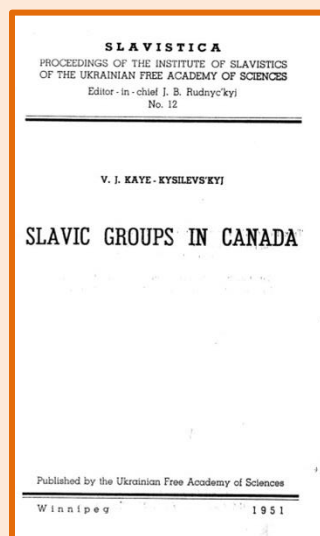 SLAVISTICA
PROCEEDINGS OF THE INSTITUTE OF SLAVISTICS
OF THE UKRAINIAN FREE ACADEMY OF SCIENCES
Editor - in - chief J. B. Rudnyc'kyj
No. 12
V. J. KAYE - KYSILEVS'KYJ
SLAVIC GROUPS IN CANADA
Published by the Ukrainian Free Academy of Sciences
Winnipeg 1951